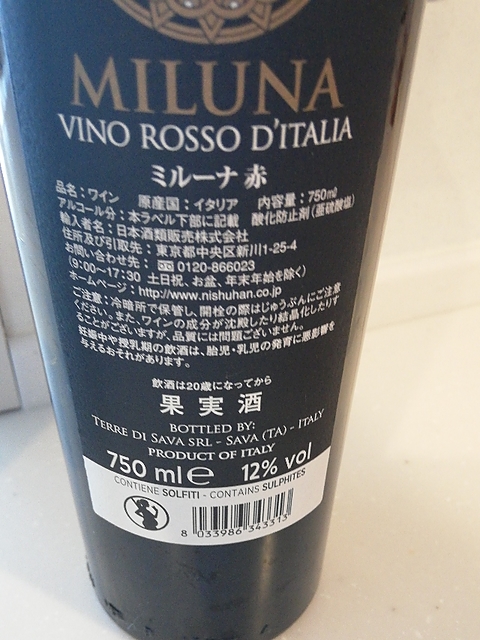 MILUNA
VINO ROSSO D'ITALIA
ミルーナ 赤
品名：ワイン 原産国：イタリア 内容量：750ml
アルコール分：本ラベル下部に記載 酸化防止剤（亜硫酸塩）
輸入者名：日本酒類販売株式会社
住所及び引取先：東京都中央区新川1-25-4
お問い合わせ先： 0120-866023
（9:00～17:30 土日祝、お盆、年末年始を除く）
ホームページ：http://www.nishuhan.co.jp
ご注意：冷暗所で保管し、開栓の際はじゅうぶんにご注意
ください。また、ワインの成分が沈殿したり結晶化したりす
ることがございますが、品質には問題ございません。
妊娠中や授乳期の飲酒は、胎児・乳児の発育に悪影響を
与えるおそれがあります。
飲酒は20歳になってから
果実酒
BOTTLED BY:
TERRE DI SAVA SRL - SAVA (TA) - ITALY
PRODUCT OF ITALY
750 ml e 12% vol
CONTIENE SOLFITI - CONTAINS SULPHITES
8 033986 343313